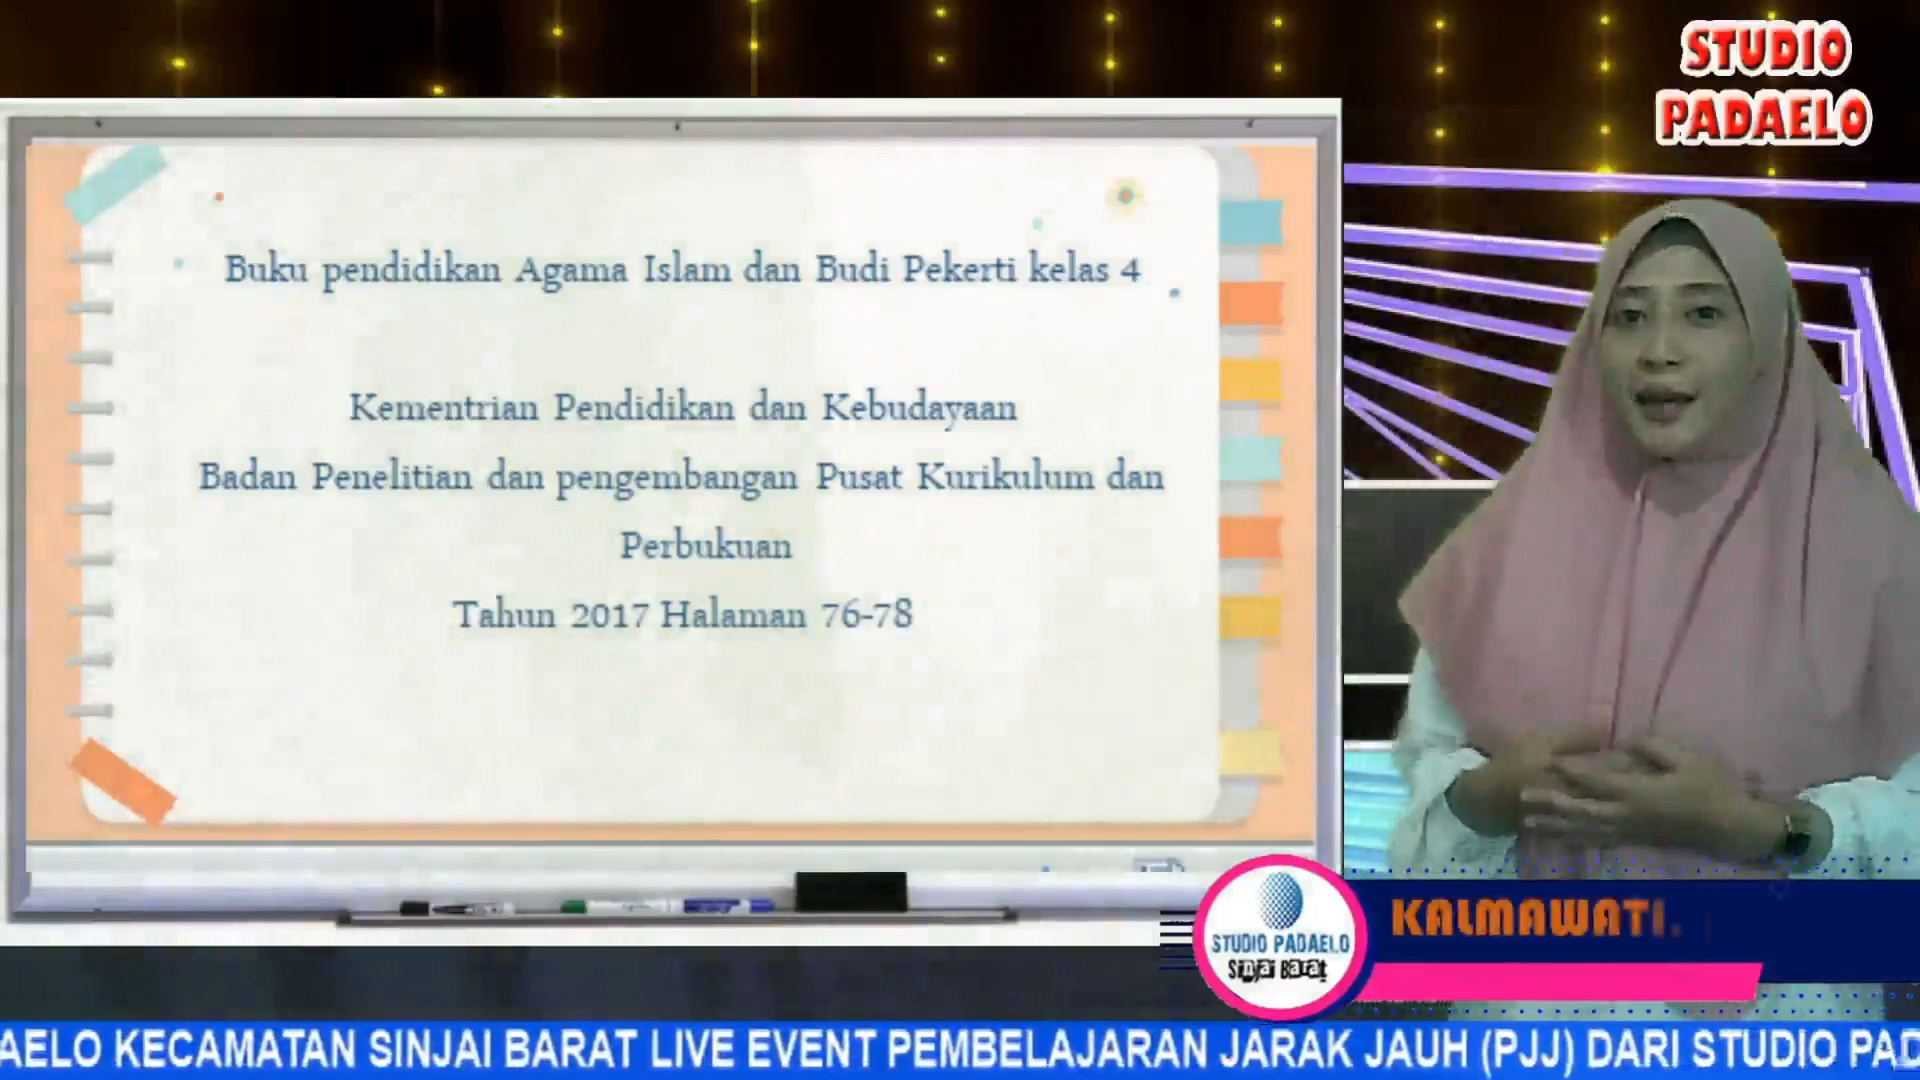 STUDIO
PADAELO
Buku pendidikan Agama Islam dan Budi Pekerti kelas 4
Kementrian Pendidikan dan Kebudayaan
Badan Penelitian dan pengembangan Pusat Kurikulum dan
Perbukuan
Tahun 2017 Halaman 76-78
STUDIO PADAELO
Sinjai Barat
KALMAWATI.
AELO KECAMATAN SINJAI BARAT LIVE EVENT PEMBELAJARAN JARAK JAUH (PJJ) DARI STUDIO PAD